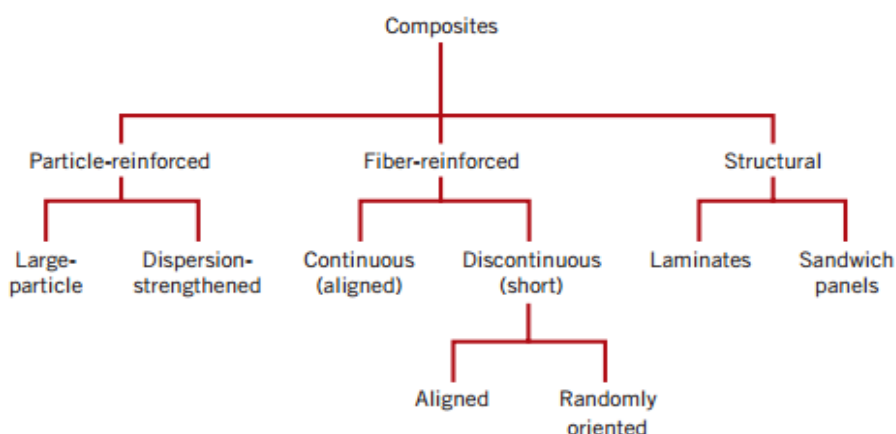 Composites
Particle-reinforced
Fiber-reinforced
Structural
Large-
particle
Dispersion-
strengthened
Continuous
(aligned)
Discontinuous
(short)
Laminates
Sandwich
panels
Aligned
Randomly
oriented